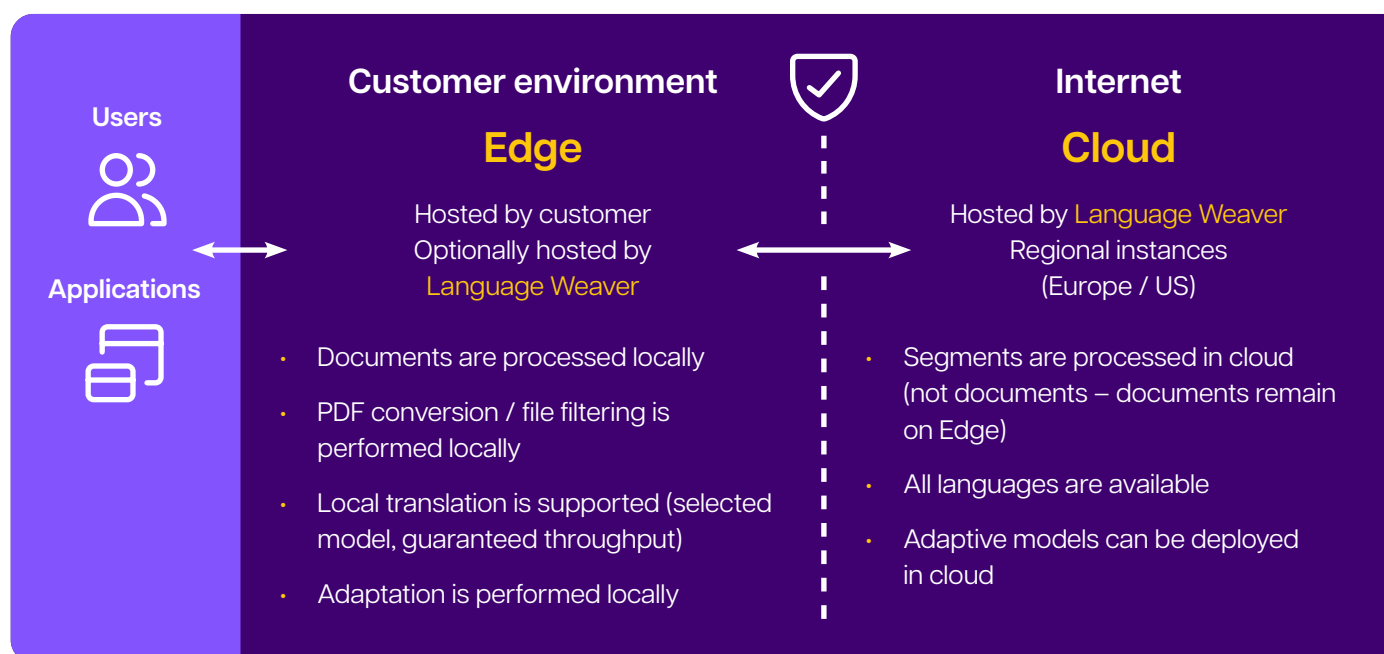 Users
Applications
Customer environment
Edge
Hosted by customer
Optionally hosted by
Language Weaver
• Documents are processed locally
• PDF conversion / file filtering is
performed locally
• Local translation is supported (selected
model, guaranteed throughput)
• Adaptation is performed locally
Internet
Cloud
Hosted by Language Weaver
Regional instances
(Europe / US)
• Segments are processed in cloud
(not documents – documents remain
on Edge)
• All languages are available
• Adaptive models can be deployed
in cloud